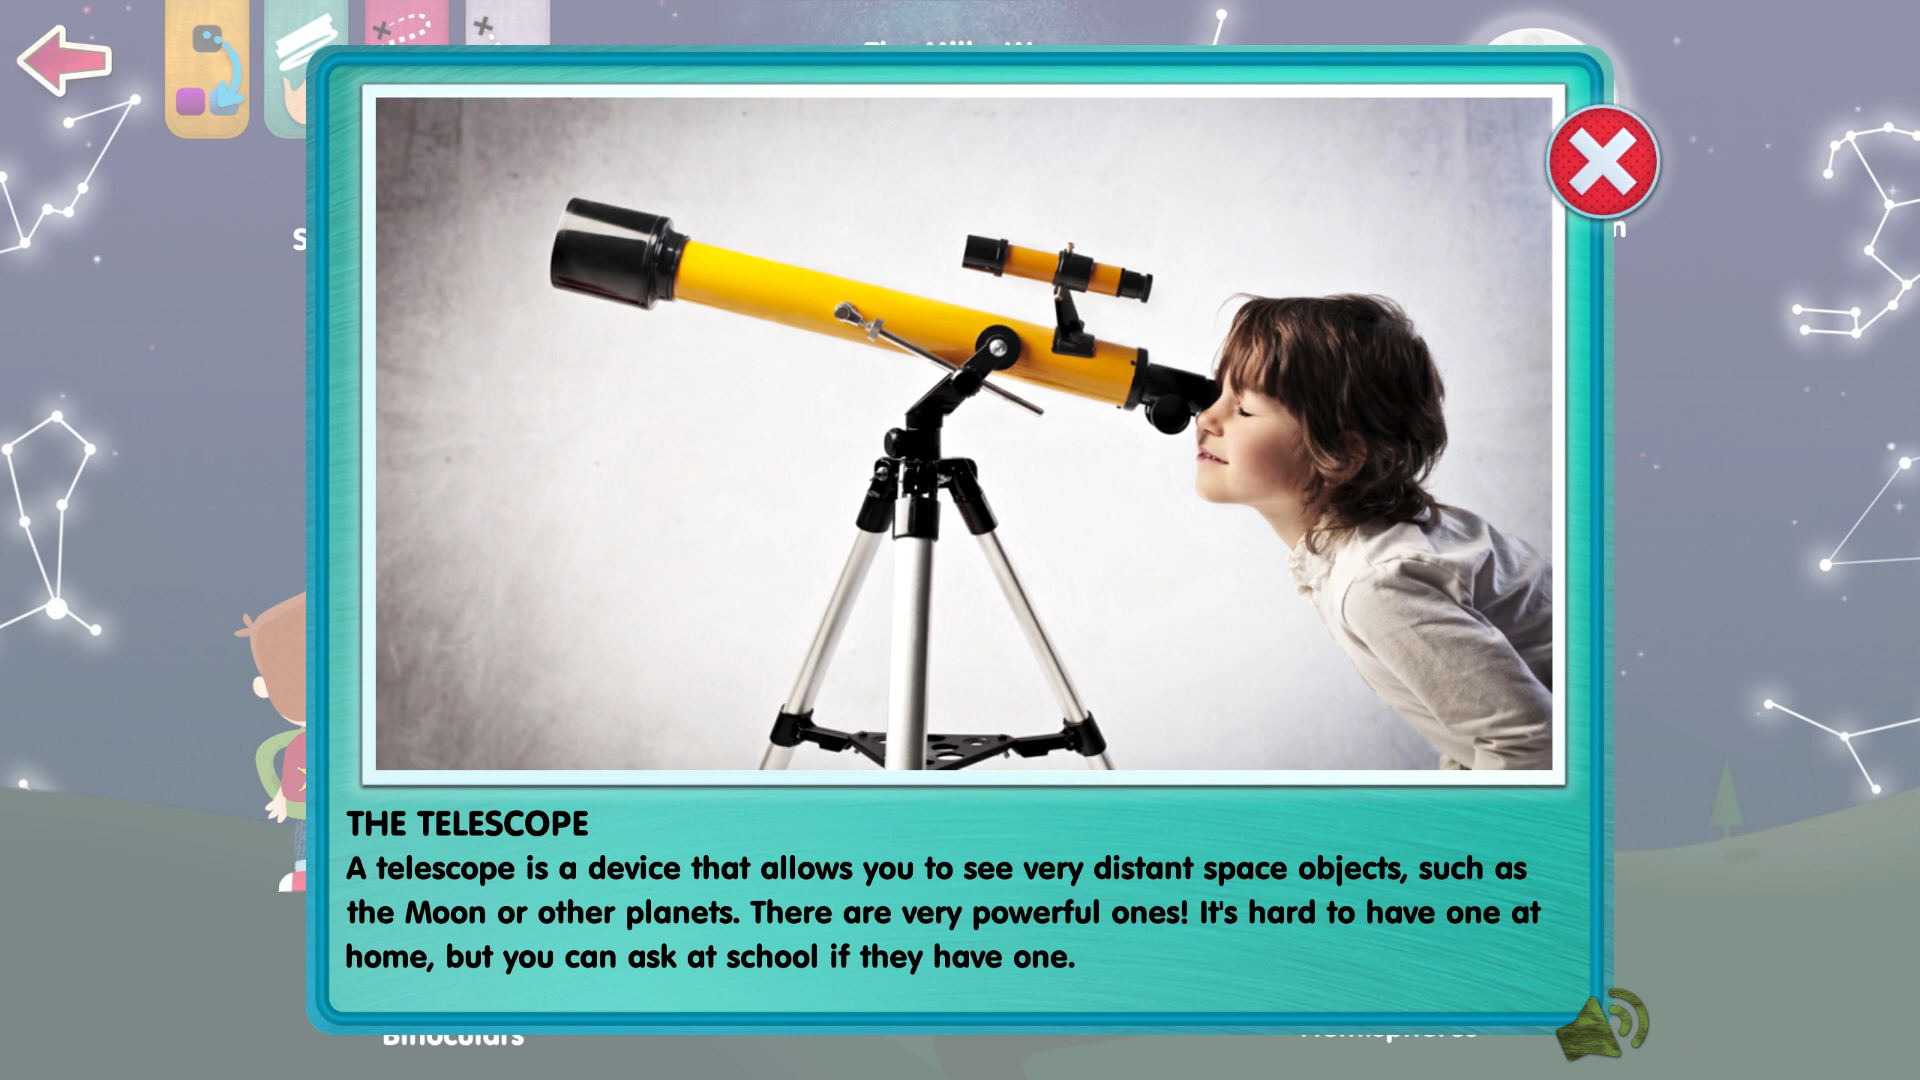 THE TELESCOPE
A telescope is a device that allows you to see very distant space objects, such as
the Moon or other planets. There are very powerful ones! It's hard to have one at
home, but you can ask at school if they have one.
Binoculars
Hemispheres